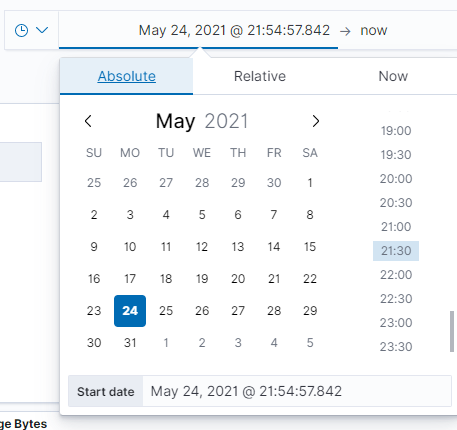 May 24, 2021 @ 21:54:57.842 → now
Absolute Relative Now
May 2021
SU MO TU WE TH FR SA
25 26 27 28 29 30 1
2 3 4 5 6 7 8
9 10 11 12 13 14 15
16 17 18 19 20 21 22
23 24 25 26 27 28 29
30 31 1 2 3 4 5
19:00
19:30
20:00
20:30
21:00
21:30
22:00
22:30
23:00
23:30
Start date May 24, 2021 @ 21:54:57.842
ge Bytes